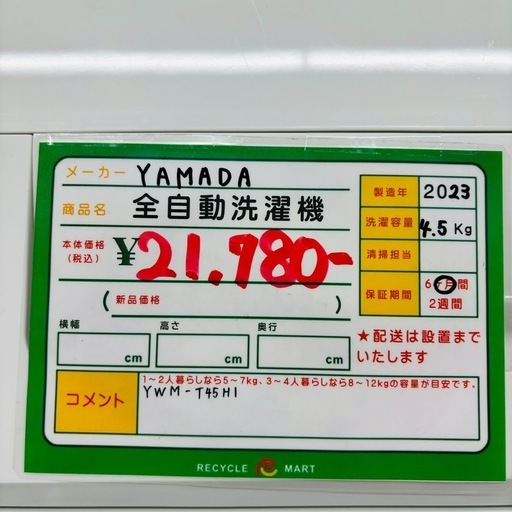 メーカー YAMADA
商品名 全自動洗濯機
本体価格(税込) ¥21,980-
(新品価格 )
横幅 高さ 奥行
cm cm cm
製造年 2023
洗濯容量 4.5 Kg
清掃担当
保証期間 6ヶ月間
2週間
★配送は設置まで
いたします
コメント
1〜2人暮らしなら5〜7kg、3〜4人暮らしなら8〜12kgの容量が目安です。
YWM-T45H1
RECYCLE MART